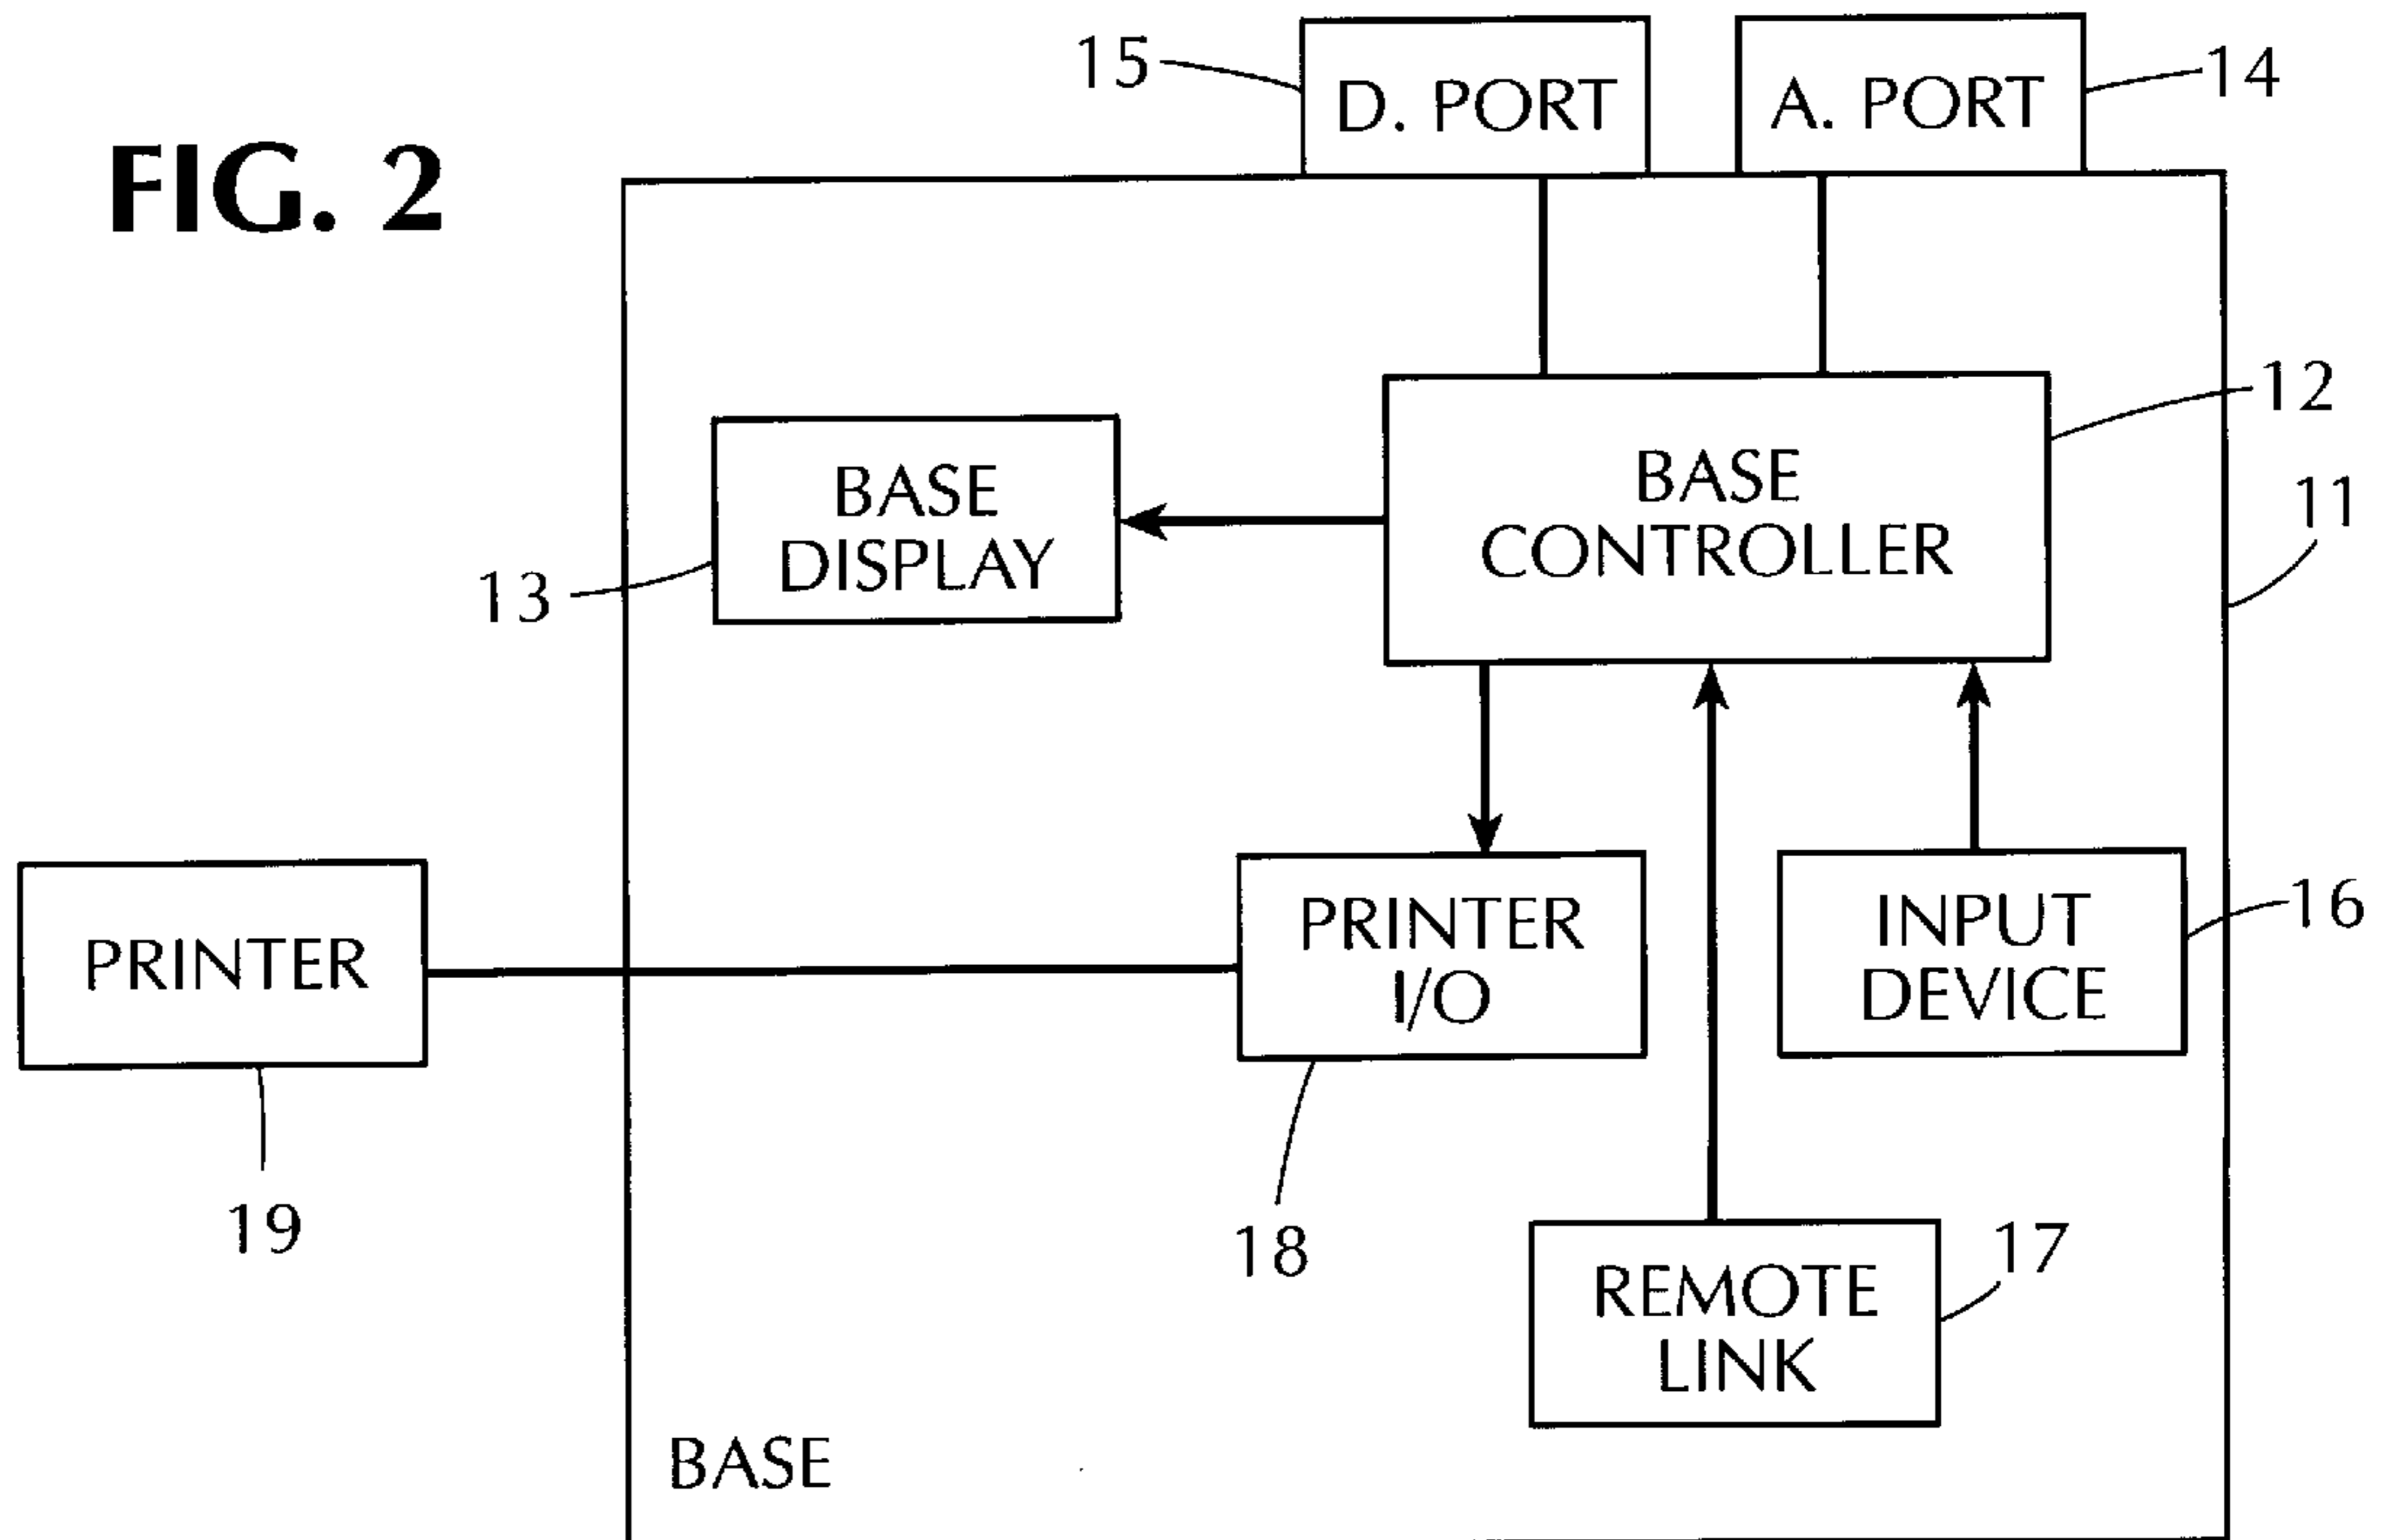 15
D. PORT
A. PORT
14
FIG. 2
12
BASE
CONTROLLER
11
BASE
DISPLAY
13
PRINTER
19
PRINTER
I/O
18
INPUT
DEVICE
16
REMOTE
LINK
17
BASE